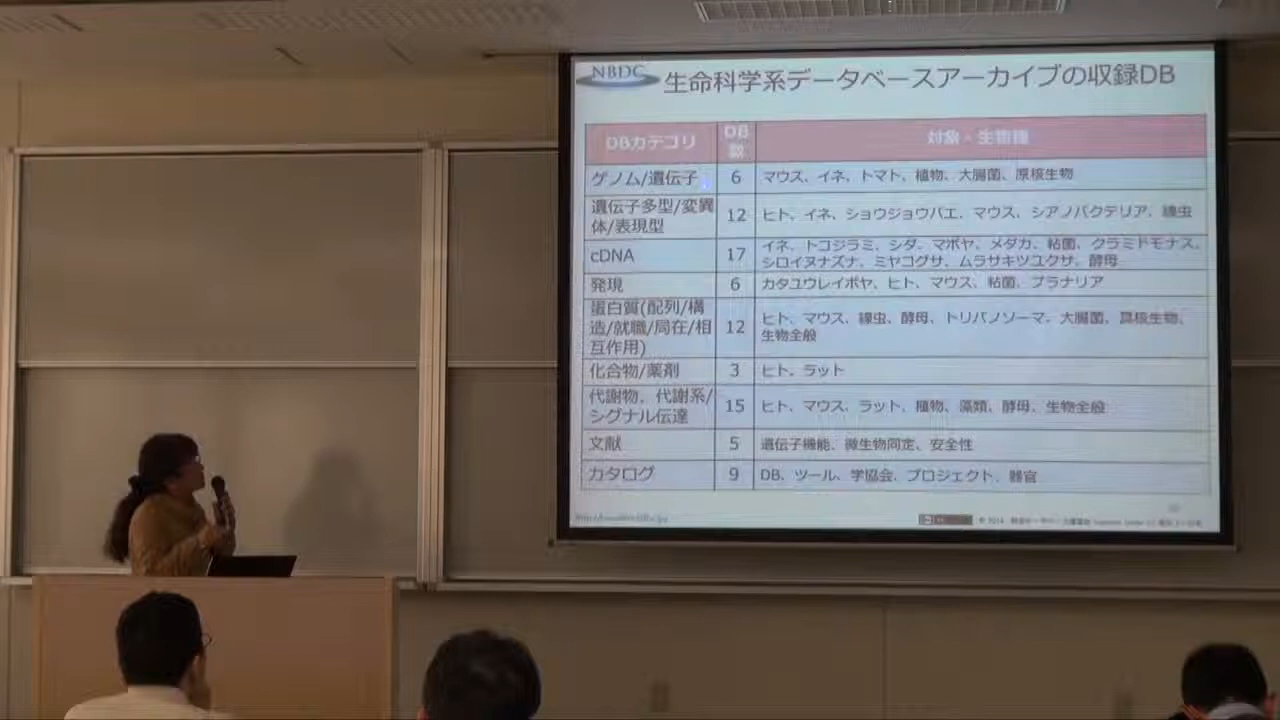 NBDC
生命科学系データベースアーカイブの収録DB
DBカテゴリ
DB
数
対象・生物種
ゲノム/遺伝子
6
マウス、イネ、トマト、植物、大腸菌、原核生物
遺伝子多型/変異
体/表現型
12
ヒト、イネ、ショウジョウバエ、マウス、シアノバクテリア、線虫
cDNA
17
イネ、トコジラミ、シダ、マボヤ、メダカ、粘菌、クラミドモナス、
シロイヌナズナ、ミヤコグサ、ムラサキツユクサ、酵母
発現
6
カタユウレイボヤ、ヒト、マウス、粘菌、プラナリア
蛋白質(配列/構
造/就職/局在/相
互作用)
12
ヒト、マウス、線虫、酵母、トリパノソーマ、大腸菌、真核生物、
生物全般
化合物/薬剤
3
ヒト、ラット
代謝物、代謝系/
シグナル伝達
15
ヒト、マウス、ラット、植物、藻類、酵母、生物全般
文献
5
遺伝子機能、微生物同定、安全性
カタログ
9
DB、ツール、学協会、プロジェクト、器官